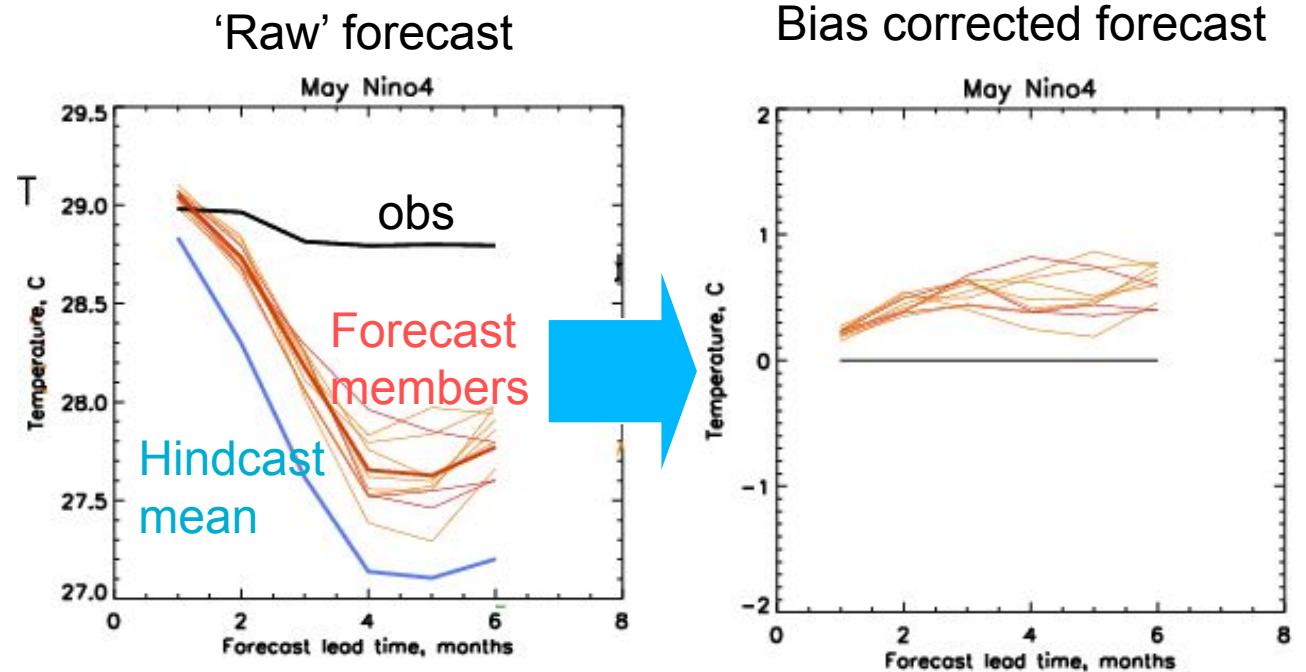 'Raw' forecast
Bias corrected forecast
May Nino4
29.5
29.0
28.5
28.0
27.5
27.0
T
Temperature, C
obs
Forecast
members
Hindcast
mean
0
2
4
6
8
Forecast lead time, months
May Nino4
2
1
0
-1
-2
Temperature, C
0
2
4
6
8
Forecast lead time, months